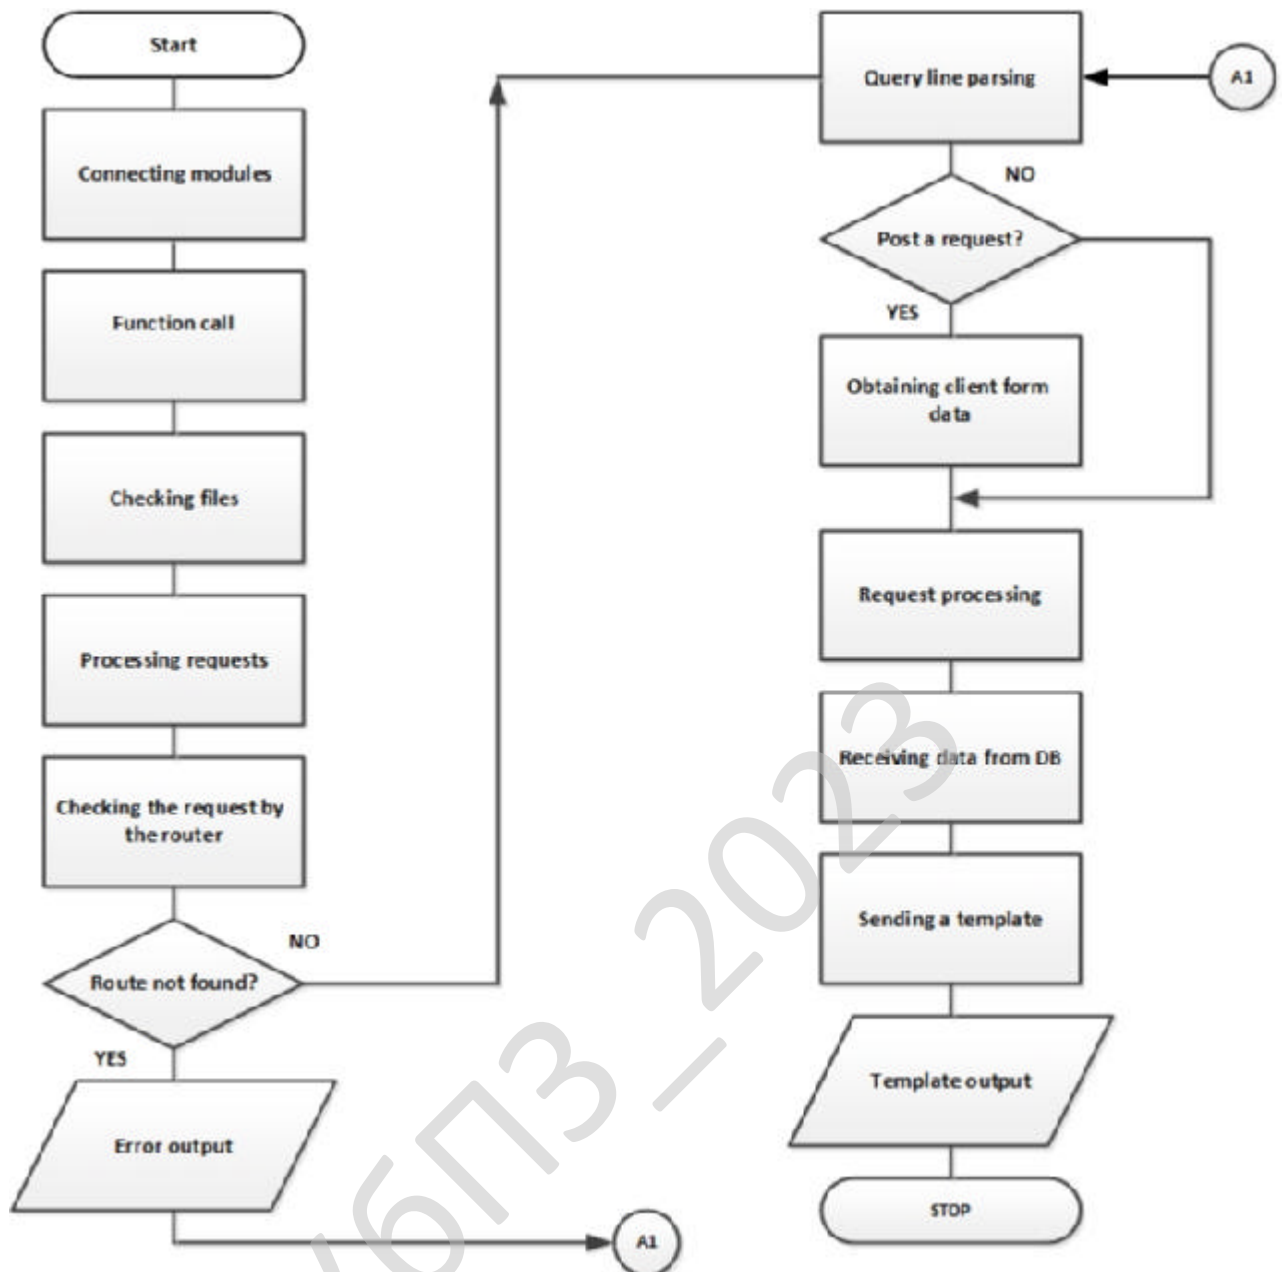 Start
Connecting modules
Function call
Checking files
Processing requests
Checking the request by
the router
Route not found?
NO
YES
Error output
A1
Query line parsing
A1
NO
Post a request?
YES
Obtaining client form
data
Request processing
Receiving data from DB
Sending a template
Template output
STOP
6ПЗ_2023